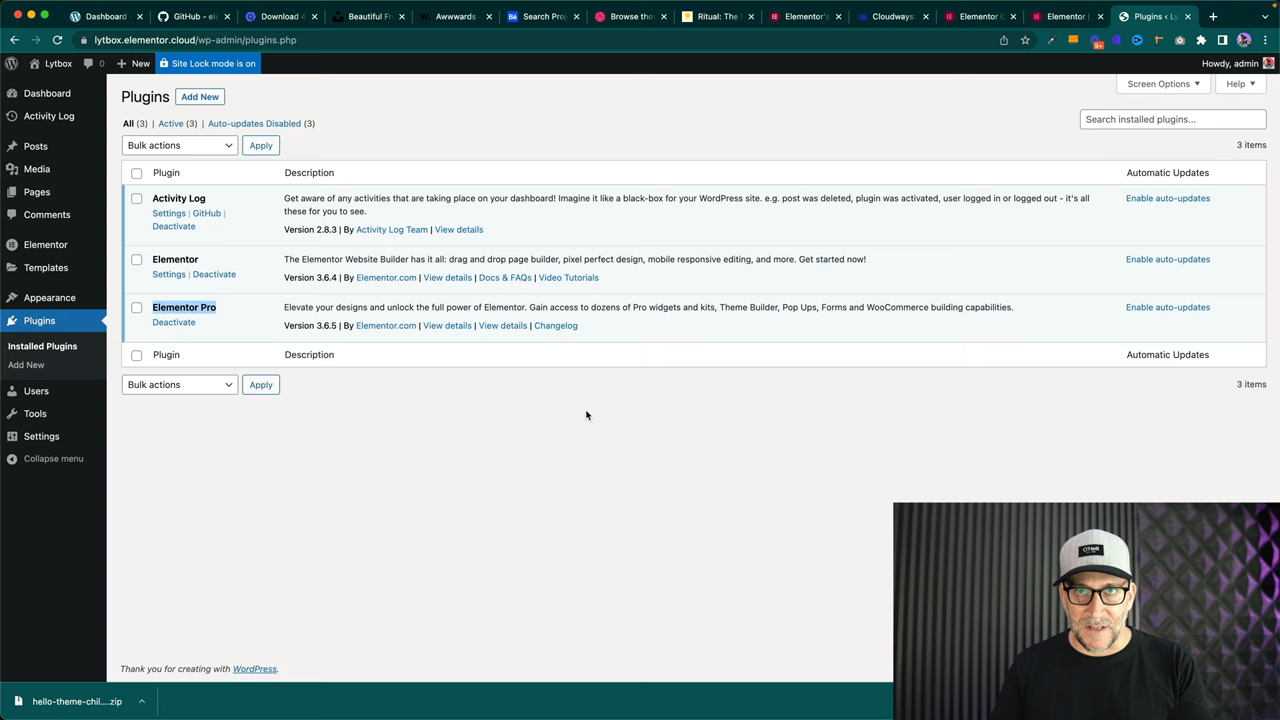 Dashboard
GitHub - ele
Download 4
Beautiful Fr
Awwwards
Search Proj
Browse thou
Ritual: The
Elementor's
Cloudways:
Elementor C
Elementor
Plugins ‹ Ly
lytbox.elementor.cloud/wp-admin/plugins.php
Lytbox
0
New
Site Lock mode is on
Howdy, admin
Dashboard
Activity Log
Posts
Media
Pages
Comments
Elementor
Templates
Appearance
Plugins
Installed Plugins
Add New
Users
Tools
Settings
Collapse menu
Screen Options
Help
Plugins
Add New
All (3) | Active (3) | Auto-updates Disabled (3)
Search installed plugins...
Bulk actions
Apply
3 items
Plugin
Description
Automatic Updates
Activity Log
Settings | GitHub |
Deactivate
Get aware of any activities that are taking place on your dashboard! Imagine it like a black-box for your WordPress site. e.g. post was deleted, plugin was activated, user logged in or logged out - it's all
these for you to see.
Version 2.8.3 | By Activity Log Team | View details
Enable auto-updates
Elementor
Settings | Deactivate
The Elementor Website Builder has it all: drag and drop page builder, pixel perfect design, mobile responsive editing, and more. Get started now!
Version 3.6.4 | By Elementor.com | View details | Docs & FAQs | Video Tutorials
Enable auto-updates
Elementor Pro
Deactivate
Elevate your designs and unlock the full power of Elementor. Gain access to dozens of Pro widgets and kits, Theme Builder, Pop Ups, Forms and WooCommerce building capabilities.
Version 3.6.5 | By Elementor.com | View details | View details | Changelog
Enable auto-updates
Plugin
Description
Automatic Updates
Bulk actions
Apply
3 items
O'Neill
Thank you for creating with WordPress.
hello-theme-chil....zip